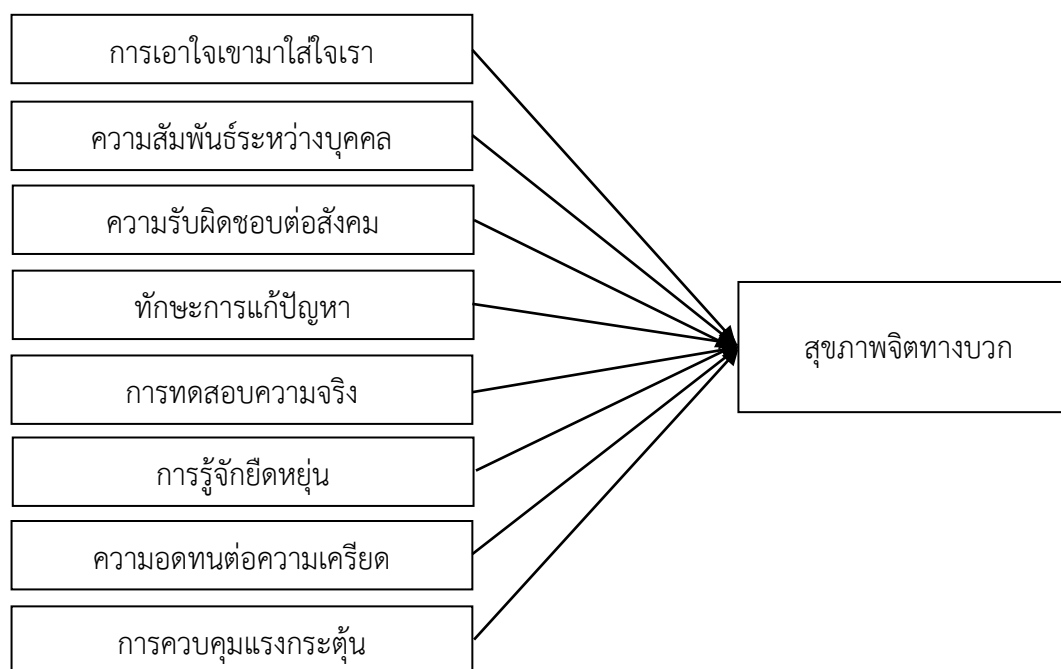 การเอาใจเขามาใส่ใจเรา
ความสัมพันธ์ระหว่างบุคคล
ความรับผิดชอบต่อสังคม
ทักษะการแก้ปัญหา
สุขภาพจิตทางบวก
การทดสอบความจริง
การรู้จักยืดหยุ่น
ความอดทนต่อความเครียด
การควบคุมแรงกระตุ้น